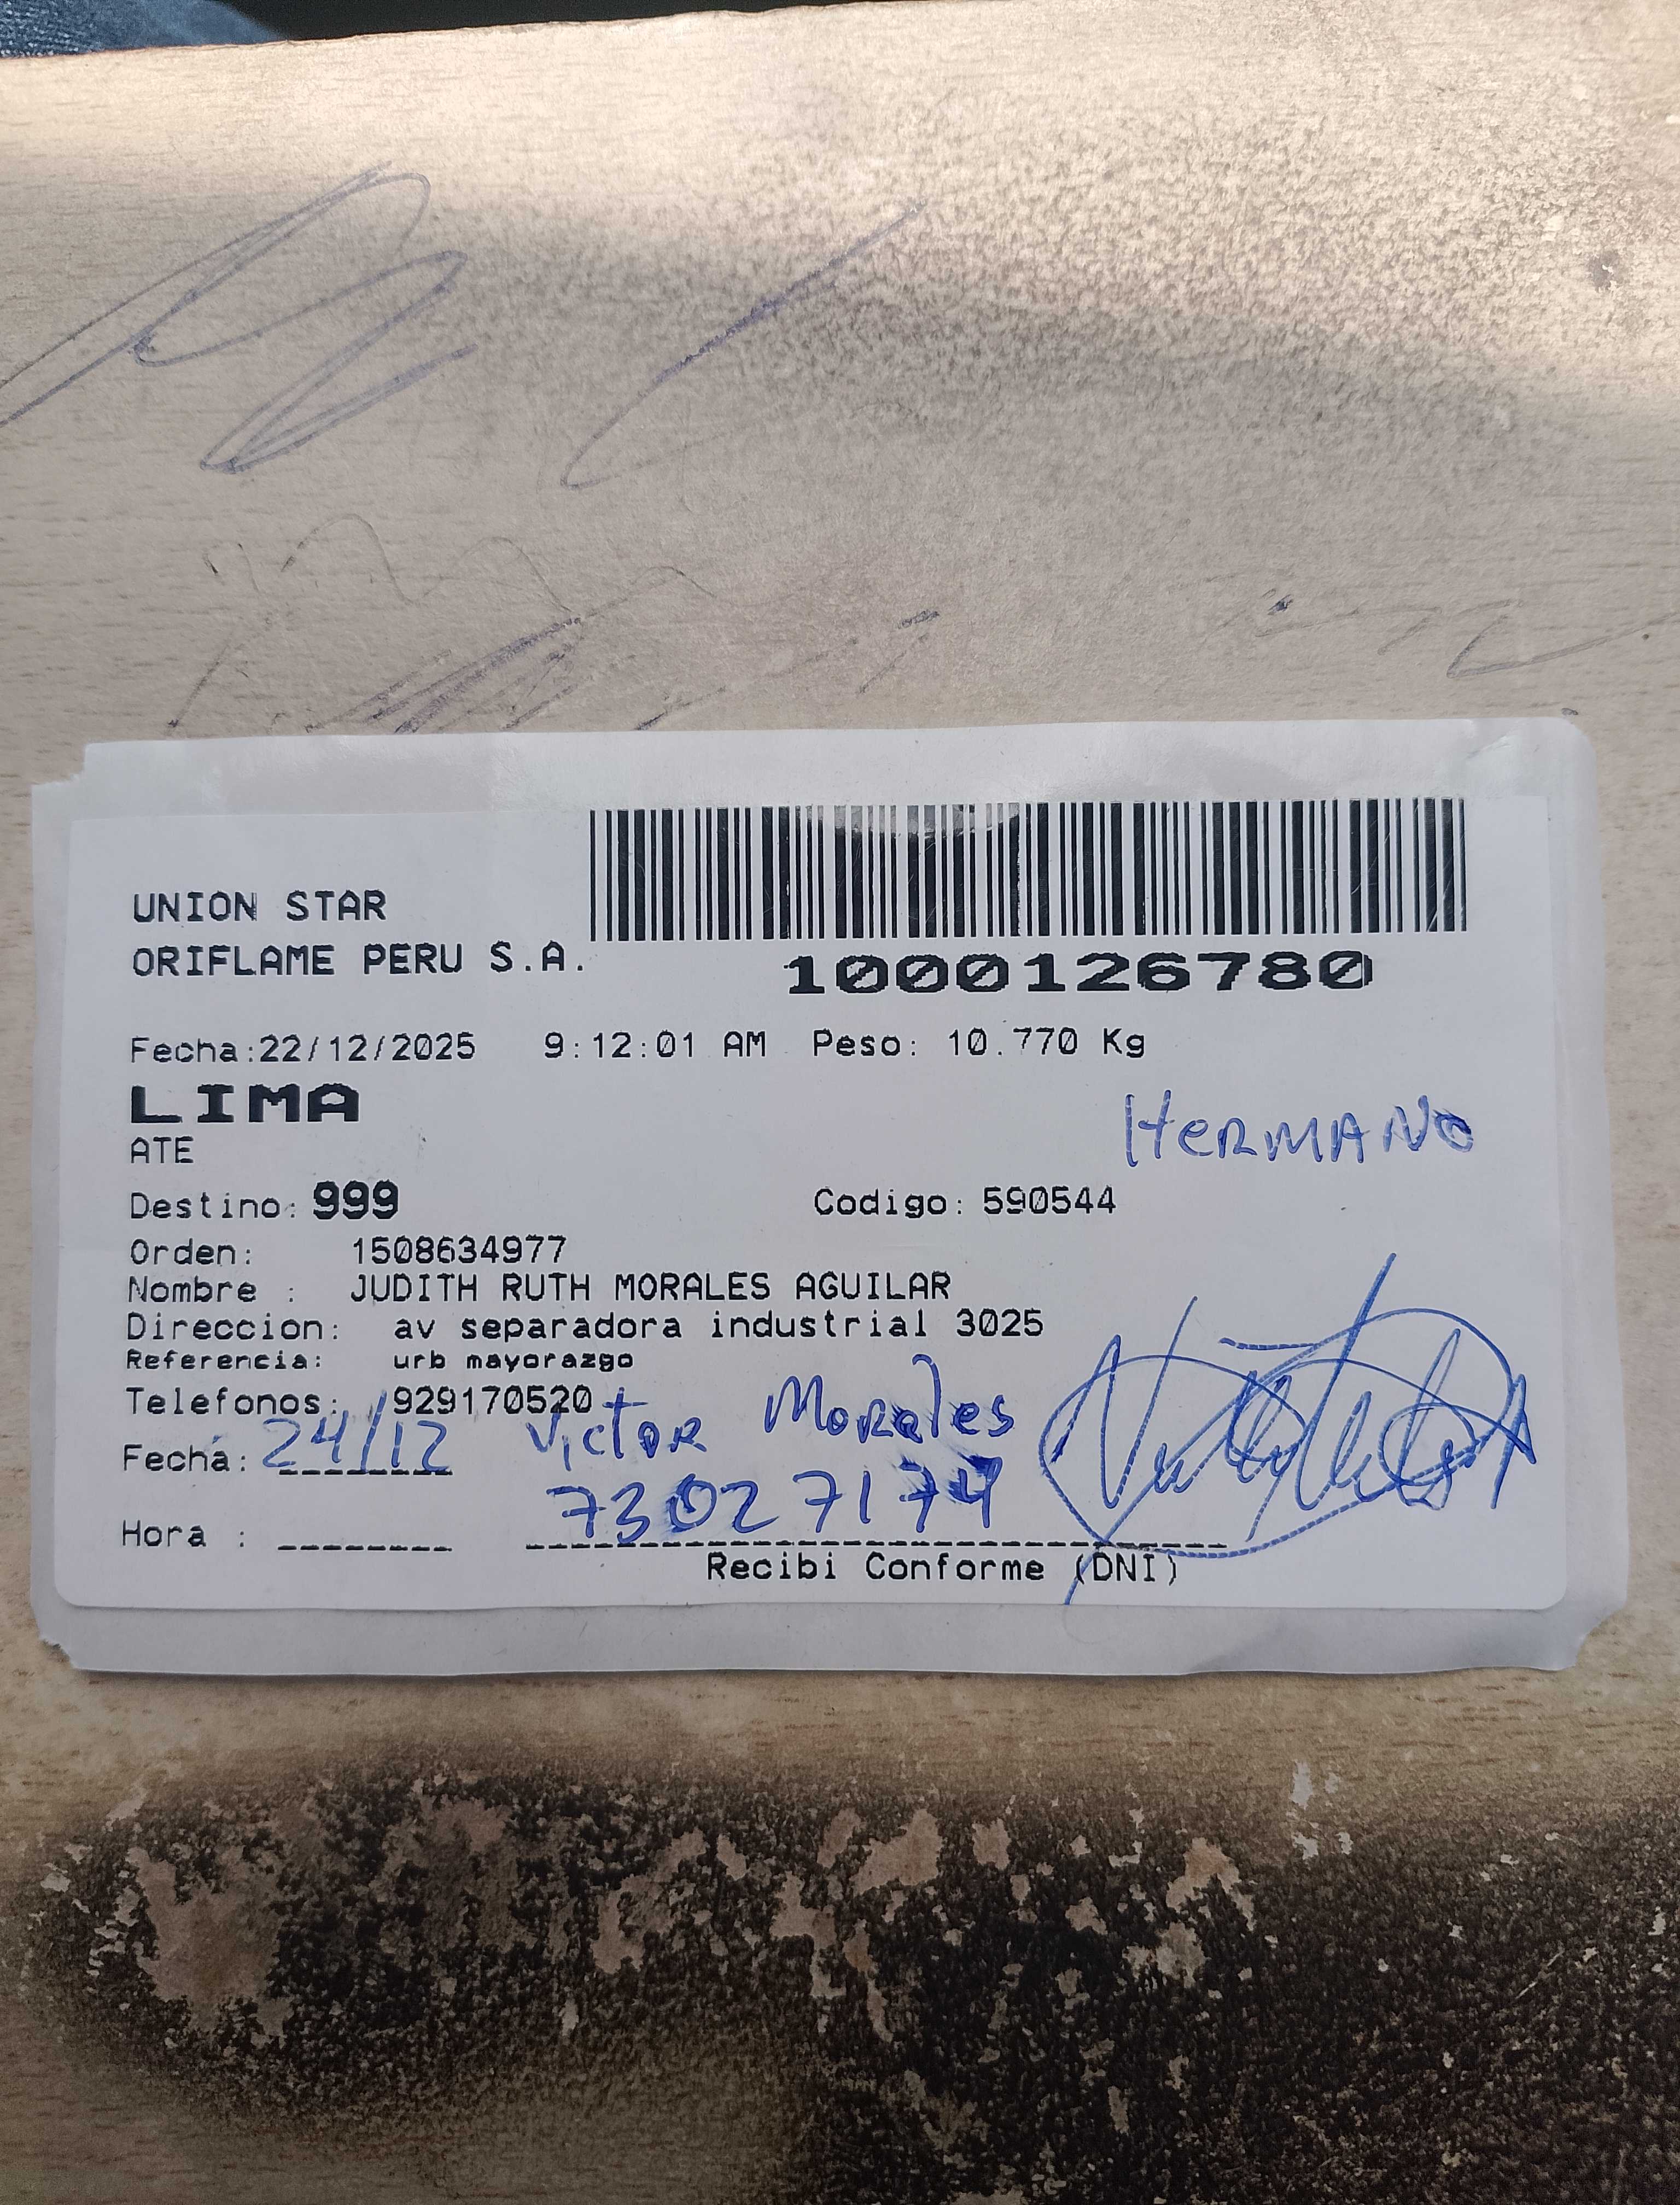 UNION STAR
ORIFLAME PERU S.A.
1000126780
Fecha:22/12/2025 9:12:01 AM Peso: 10.770 Kg
LIMA
HERMANO
ATE
Destino: 999 Codigo: 590544
Orden: 1508634977
Nombre : JUDITH RUTH MORALES AGUILAR
Direccion: av separadora industrial 3025
Referencia: urb mayorazgo
Telefonos: 929170520
Fecha: 24/12 Victor Morales
Hora :
Recibi Conforme (DNI)